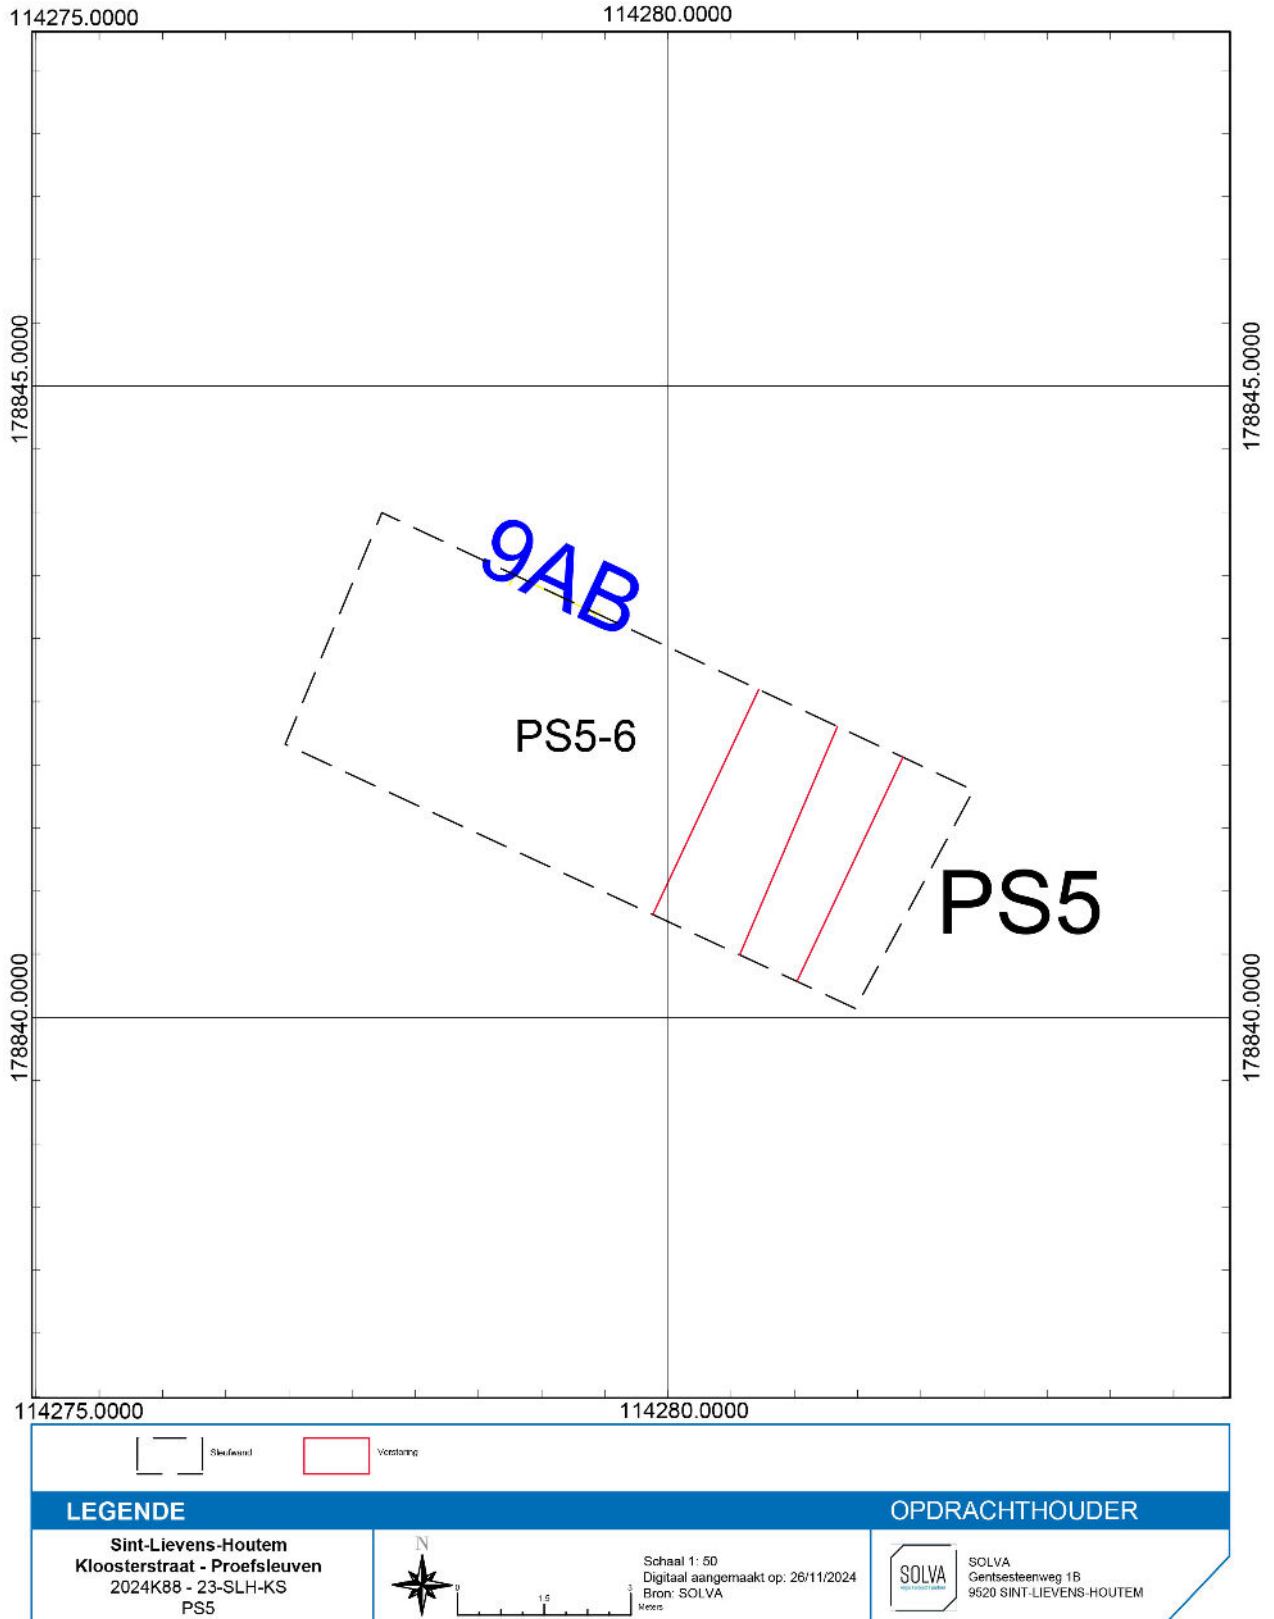 114275.0000
114280.0000
178845.0000
178845.0000
9AB
PS5-6
PS5
178840.0000
178840.0000
114275.0000
114280.0000
Sleufwand
Verstoring
LEGENDE
OPDRACHTHOUDER
Sint-Lievens-Houtem
Kloosterstraat - Proefsleuven
2024K88 - 23-SLH-KS
PS5
N
0
1.5
3
Meters
Schaal 1: 50
Digitaal aangemaakt op: 26/11/2024
Bron: SOLVA
SOLVA
SOLVA
Gentsesteenweg 1B
9520 SINT-LIEVENS-HOUTEM